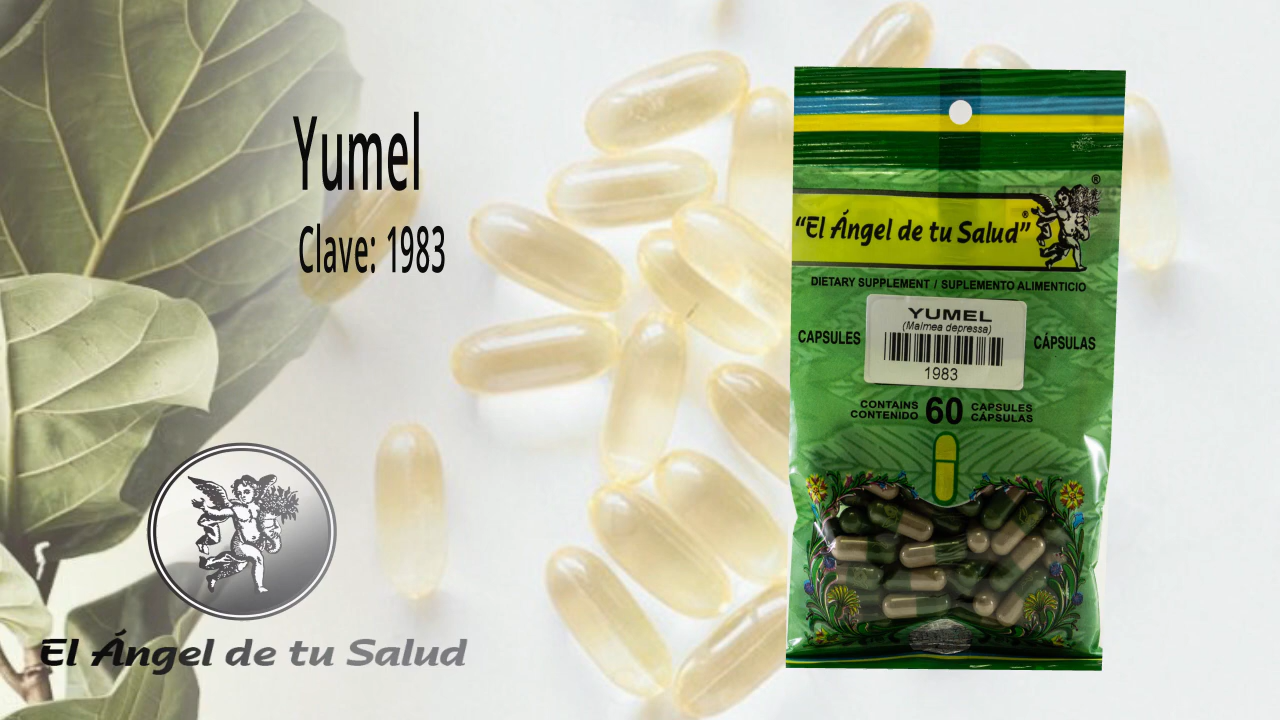 Yumel
Clave: 1983
El Ángel de tu Salud
"El Ángel de tu Salud"®
®
DIETARY SUPPLEMENT / SUPLEMENTO ALIMENTICIO
YUMEL
(Malmea depressa)
CAPSULES
CÁPSULAS
1983
CONTAINS 60 CAPSULES
CONTENIDO CÁPSULAS